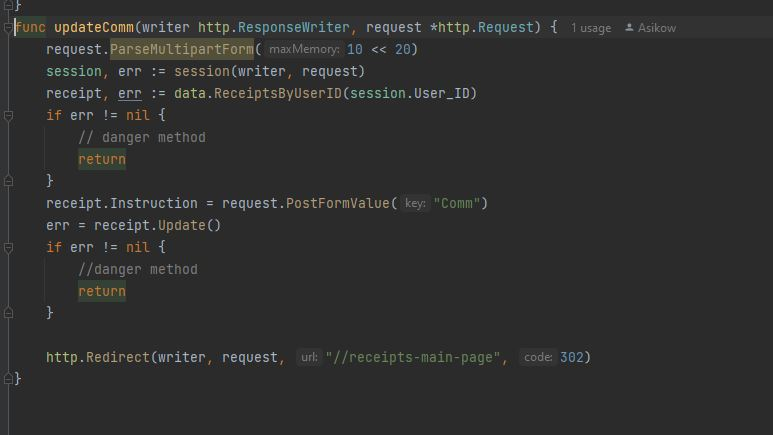 }
func updateComm(writer http.ResponseWriter, request *http.Request) { 1 usage Asikow
request.ParseMultipartForm( maxMemory: 10 << 20)
session, err := session(writer, request)
receipt, err := data.ReceiptsByUserID(session.User_ID)
if err != nil {
// danger method
return
}
receipt.Instruction = request.PostFormValue( key: "Comm")
err = receipt.Update()
if err != nil {
//danger method
return
}
http.Redirect(writer, request, url: "//receipts-main-page", code: 302)
}